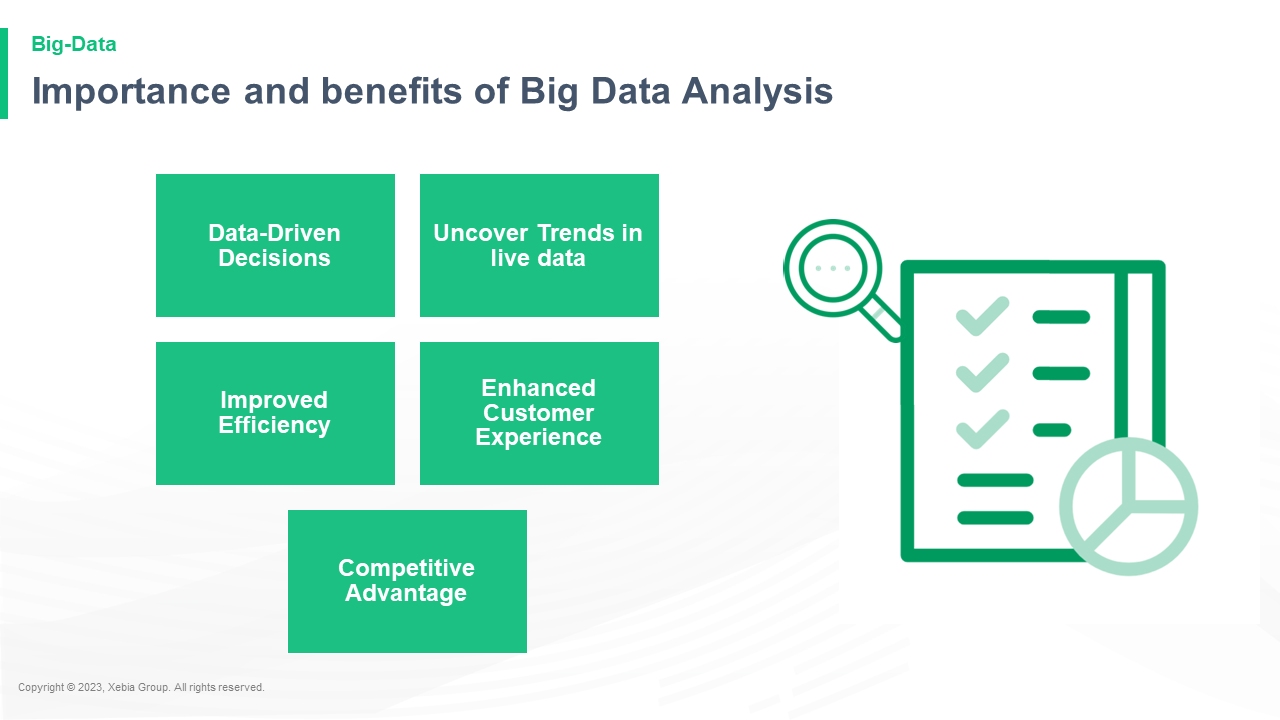 Big-Data
Importance and benefits of Big Data Analysis
Data-Driven
Decisions
Uncover Trends in
live data
Improved
Efficiency
Enhanced
Customer
Experience
Competitive
Advantage
Copyright © 2023, Xebia Group. All rights reserved.